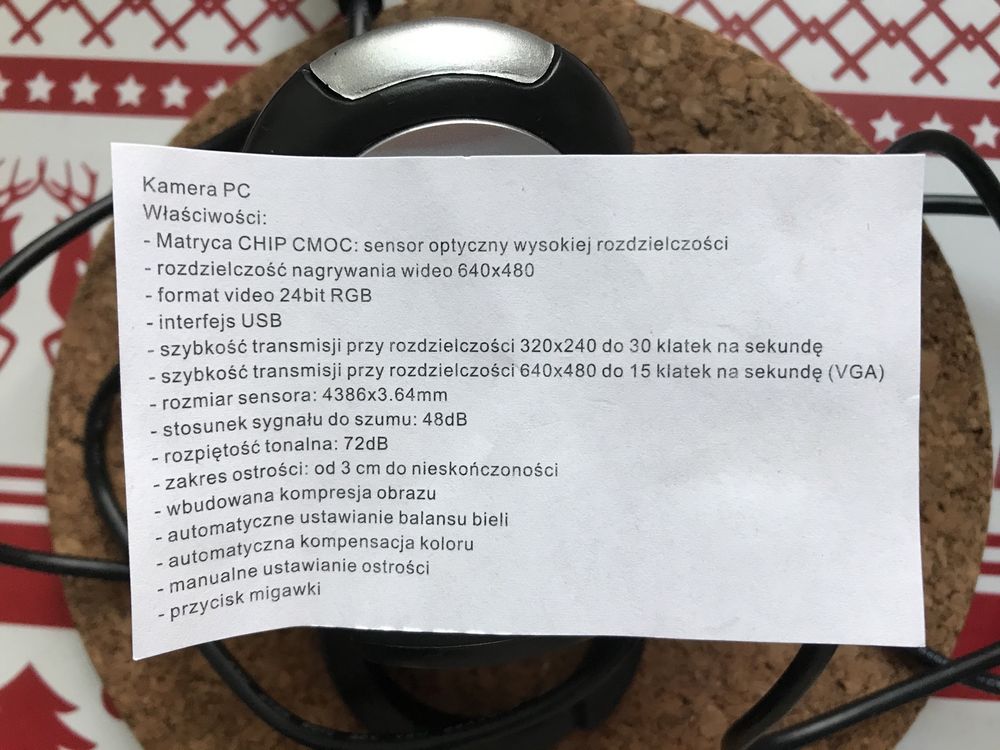 Kamera PC
Właściwości:
- Matryca CHIP CMOC: sensor optyczny wysokiej rozdzielczości
- rozdzielczość nagrywania wideo 640x480
- format video 24bit RGB
- interfejs USB
- szybkość transmisji przy rozdzielczości 320x240 do 30 klatek na sekundę
- szybkość transmisji przy rozdzielczości 640x480 do 15 klatek na sekundę (VGA)
- rozmiar sensora: 4386x3.64mm
- stosunek sygnału do szumu: 48dB
- rozpiętość tonalna: 72dB
- zakres ostrości: od 3 cm do nieskończoności
- wbudowana kompresja obrazu
- automatyczne ustawianie balansu bieli
- automatyczna kompensacja koloru
- manualne ustawianie ostrości
- przycisk migawki